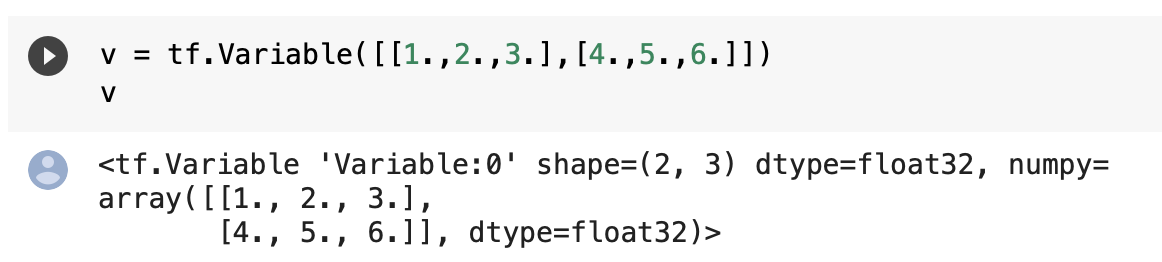 v = tf.Variable([[1.,2.,3.],[4.,5.,6.]])
v
<tf.Variable 'Variable:0' shape=(2, 3) dtype=float32, numpy=
array([[1., 2., 3.],
       [4., 5., 6.]], dtype=float32)>